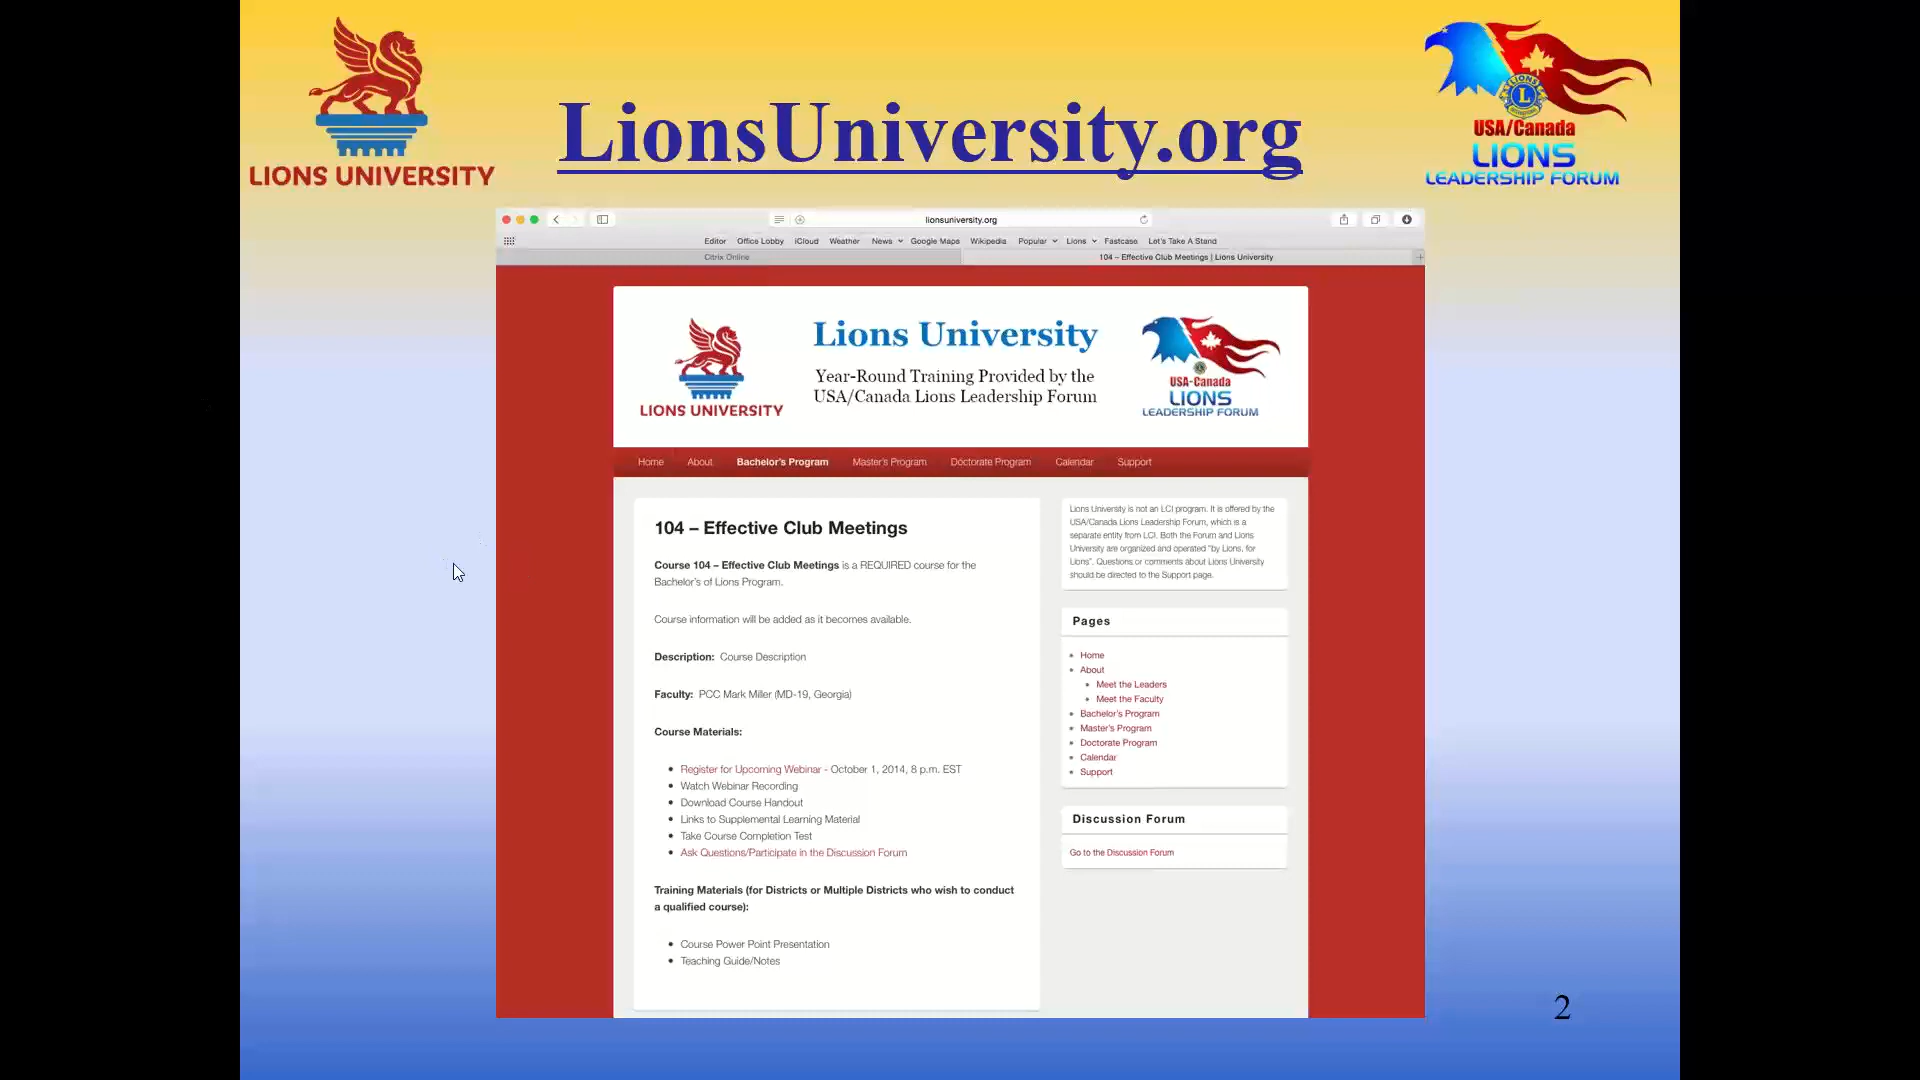 LIONS UNIVERSITY
LionsUniversity.org
LIONS
L
USA/Canada
LIONS
LEADERSHIP FORUM
lionsuniversity.org
Editor Office Lobby iCloud Weather News Google Maps Wikipedia Popular Lions Fastcase Let's Take A Stand
Citrix Online
104 – Effective Club Meetings | Lions University
LIONS UNIVERSITY
Lions University
Year-Round Training Provided by the
USA/Canada Lions Leadership Forum
USA-Canada
LIONS
LEADERSHIP FORUM
Home About Bachelor's Program Master's Program Doctorate Program Calendar Support
104 – Effective Club Meetings
Course 104 – Effective Club Meetings is a REQUIRED course for the
Bachelor's of Lions Program.
Course information will be added as it becomes available.
Description: Course Description
Faculty: PCC Mark Miller (MD-19, Georgia)
Course Materials:
Register for Upcoming Webinar - October 1, 2014, 8 p.m. EST
Watch Webinar Recording
Download Course Handout
Links to Supplemental Learning Material
Take Course Completion Test
Ask Questions/Participate in the Discussion Forum
Training Materials (for Districts or Multiple Districts who wish to conduct
a qualified course):
Course Power Point Presentation
Teaching Guide/Notes
Lions University is not an LCI program. It is offered by the
USA/Canada Lions Leadership Forum, which is a
separate entity from LCI. Both the Forum and Lions
University are organized and operated "by Lions, for
Lions". Questions or comments about Lions University
should be directed to the Support page.
Pages
Home
About
Meet the Leaders
Meet the Faculty
Bachelor's Program
Master's Program
Doctorate Program
Calendar
Support
Discussion Forum
Go to the Discussion Forum
2